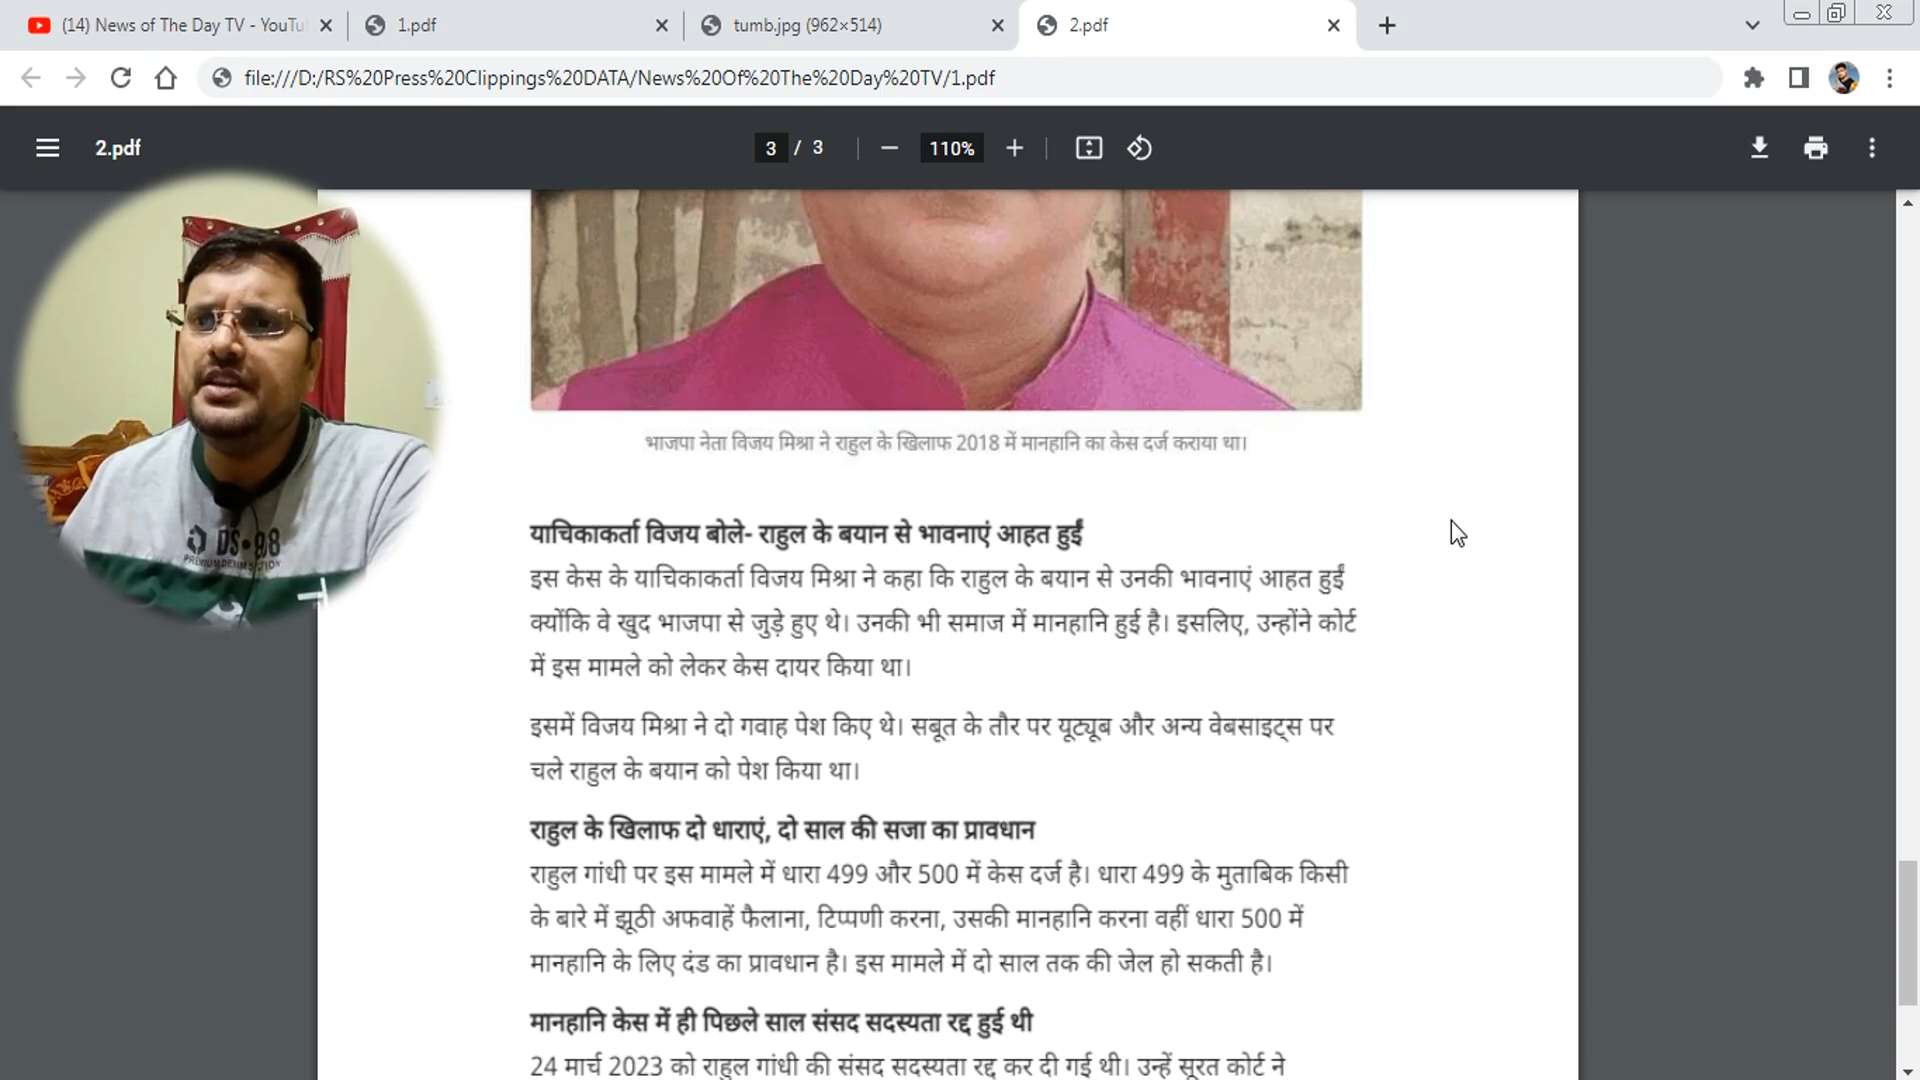 (14) News of The Day TV - YouTu
1.pdf
tumb.jpg (962×514)
2.pdf
file:///D:/RS%20Press%20Clippings%20DATA/News%20Of%20The%20Day%20TV/1.pdf
2.pdf
3 / 3
110%
भाजपा नेता विजय मिश्रा ने राहुल के खिलाफ 2018 में मानहानि का केस दर्ज कराया था।
याचिकाकर्ता विजय बोले- राहुल के बयान से भावनाएं आहत हुईं
इस केस के याचिकाकर्ता विजय मिश्रा ने कहा कि राहुल के बयान से उनकी भावनाएं आहत हुईं
क्योंकि वे खुद भाजपा से जुड़े हुए थे। उनकी भी समाज में मानहानि हुई है। इसलिए, उन्होंने कोर्ट
में इस मामले को लेकर केस दायर किया था।
इसमें विजय मिश्रा ने दो गवाह पेश किए थे। सबूत के तौर पर यूट्यूब और अन्य वेबसाइट्स पर
चले राहुल के बयान को पेश किया था।
राहुल के खिलाफ दो धाराएं, दो साल की सजा का प्रावधान
राहुल गांधी पर इस मामले में धारा 499 और 500 में केस दर्ज है। धारा 499 के मुताबिक किसी
के बारे में झूठी अफवाहें फैलाना, टिप्पणी करना, उसकी मानहानि करना वहीं धारा 500 में
मानहानि के लिए दंड का प्रावधान है। इस मामले में दो साल तक की जेल हो सकती है।
मानहानि केस में ही पिछले साल संसद सदस्यता रद्द हुई थी
24 मार्च 2023 को राहुल गांधी की संसद सदस्यता रद्द कर दी गई थी। उन्हें सूरत कोर्ट ने
DS·98